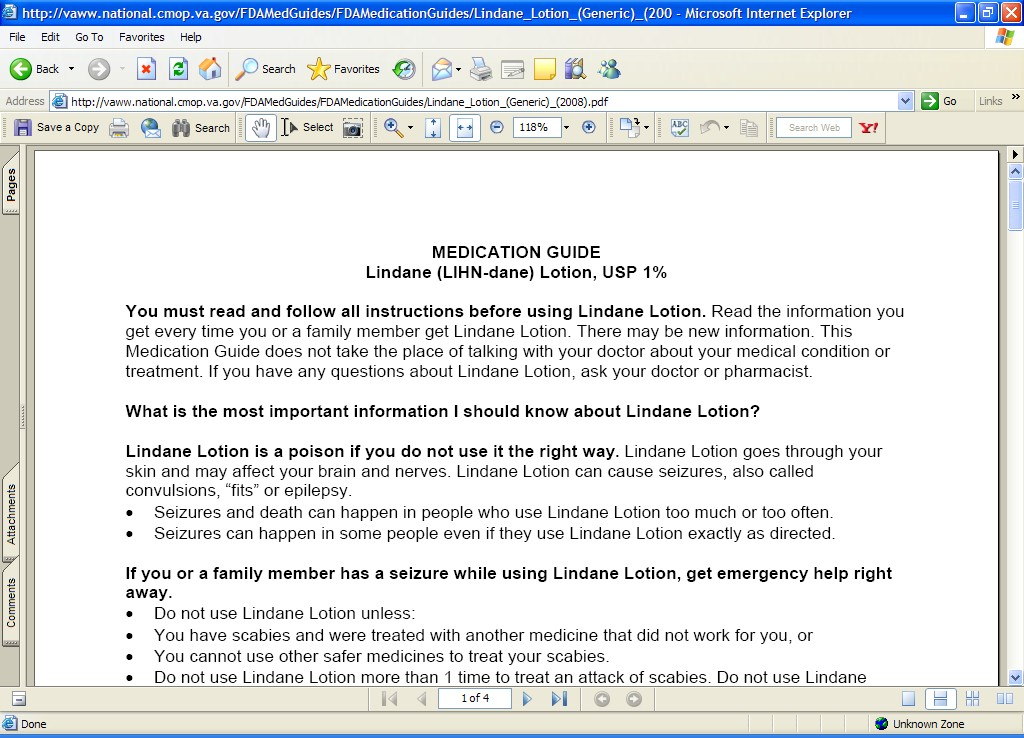 http://vaww.national.cmop.va.gov/FDAMedGuides/FDAMedicationGuides/Lindane_Lotion_(Generic)_(200 - Microsoft Internet Explorer
File Edit Go To Favorites Help
Back Search Favorites
Address http://vaww.national.cmop.va.gov/FDAMedGuides/FDAMedicationGuides/Lindane_Lotion_(Generic)_(2008).pdf Go Links »
Save a Copy Search Select 118% ABC Search Web Y!
Pages
MEDICATION GUIDE
Lindane (LIHN-dane) Lotion, USP 1%
You must read and follow all instructions before using Lindane Lotion. Read the information you
get every time you or a family member get Lindane Lotion. There may be new information. This
Medication Guide does not take the place of talking with your doctor about your medical condition or
treatment. If you have any questions about Lindane Lotion, ask your doctor or pharmacist.
What is the most important information I should know about Lindane Lotion?
Lindane Lotion is a poison if you do not use it the right way. Lindane Lotion goes through your
skin and may affect your brain and nerves. Lindane Lotion can cause seizures, also called
convulsions, “fits” or epilepsy.
• Seizures and death can happen in people who use Lindane Lotion too much or too often.
• Seizures can happen in some people even if they use Lindane Lotion exactly as directed.
Attachments
If you or a family member has a seizure while using Lindane Lotion, get emergency help right
away.
• Do not use Lindane Lotion unless:
• You have scabies and were treated with another medicine that did not work for you, or
• You cannot use other safer medicines to treat your scabies.
• Do not use Lindane Lotion more than 1 time to treat an attack of scabies. Do not use Lindane
Comments
1 of 4
Done Unknown Zone